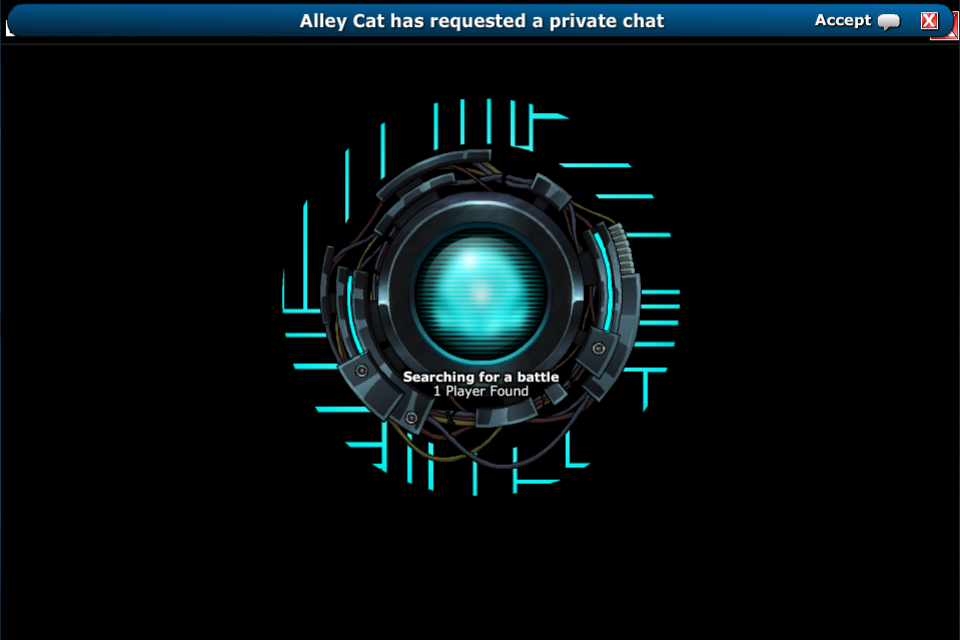 Alley Cat has requested a private chat
Accept
Searching for a battle
1 Player Found